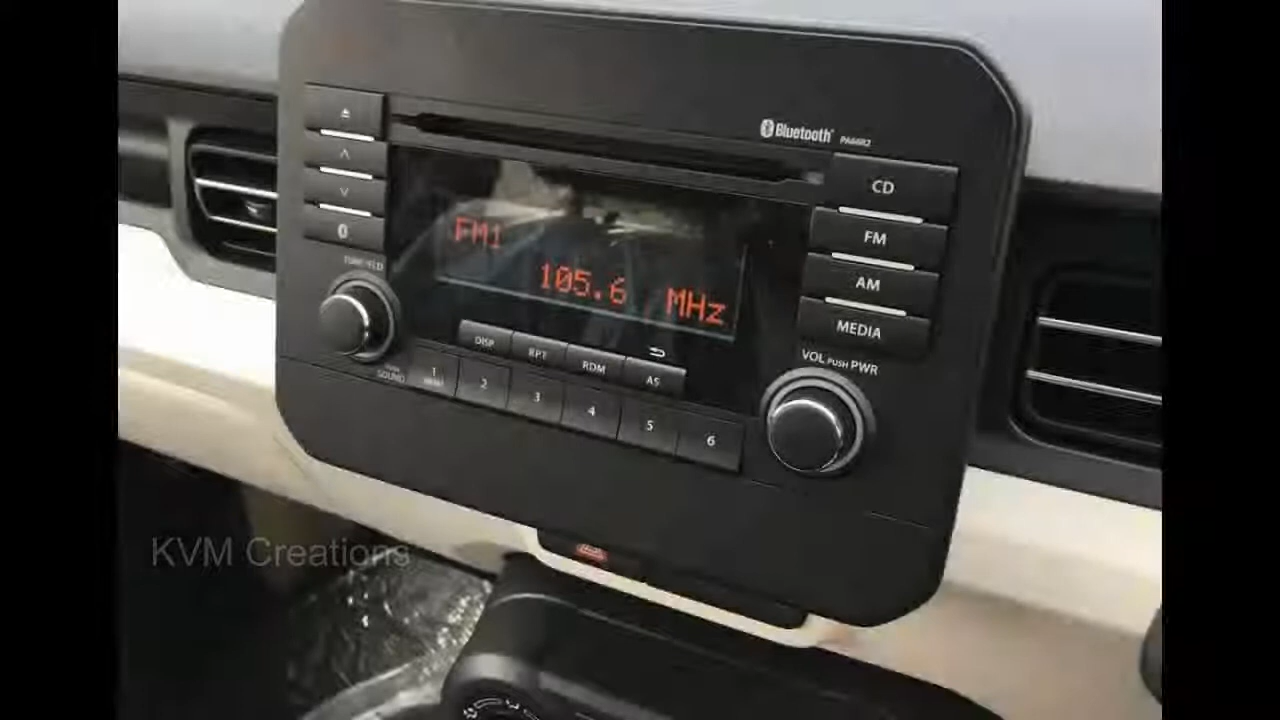 Bluetooth
CD
FM
AM
MEDIA
FM1
105.6 MHz
DISP
RPT
RDM
AS
VOL PUSH PWR
SOUND
1
2
3
4
5
6
KVM Creations